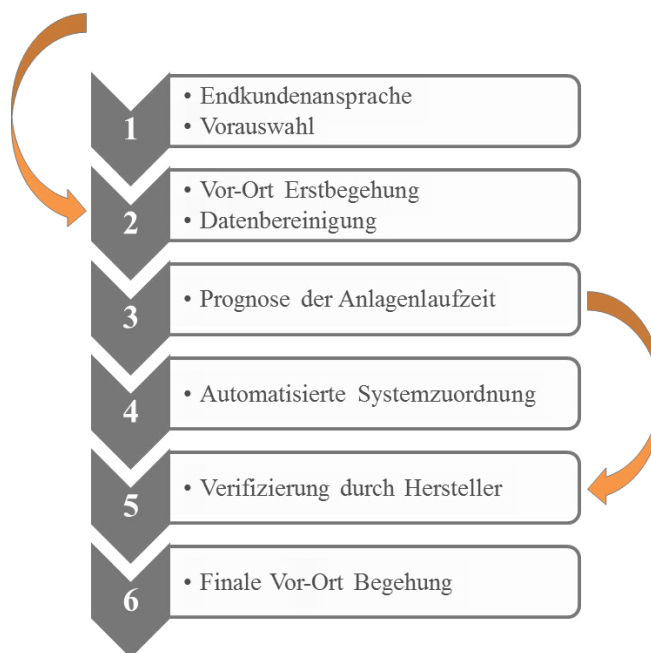 1
• Endkundenansprache
• Vorauswahl
2
• Vor-Ort Erstbegehung
• Datenbereinigung
3
• Prognose der Anlagenlaufzeit
4
• Automatisierte Systemzuordnung
5
• Verifizierung durch Hersteller
6
• Finale Vor-Ort Begehung